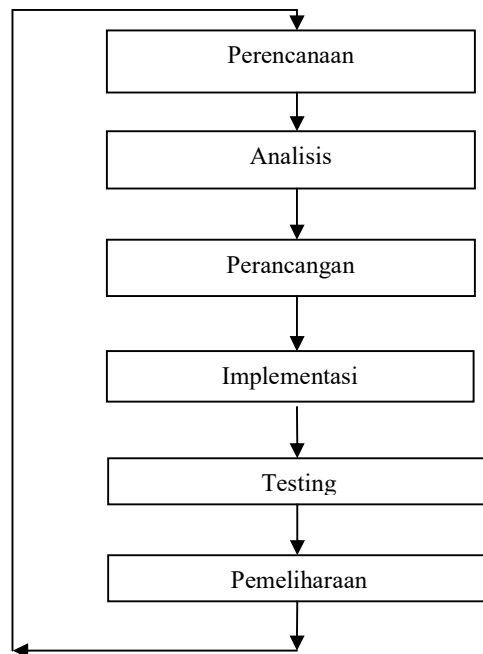 Perencanaan
Analisis
Perancangan
Implementasi
Testing
Pemeliharaan